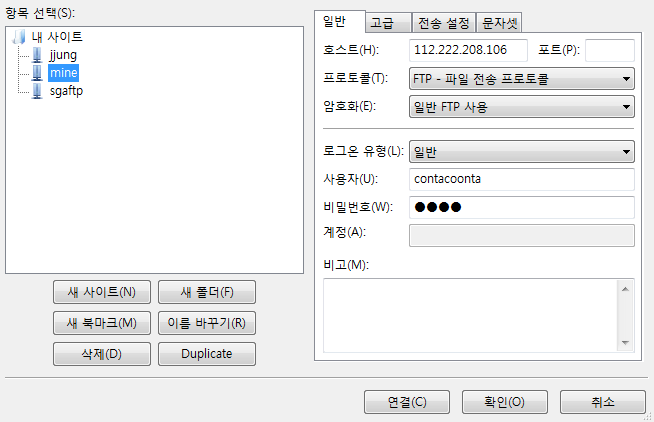 항목 선택(S):
내 사이트
jjung
mine
sgaftp
새 사이트(N)
새 폴더(F)
새 북마크(M)
이름 바꾸기(R)
삭제(D)
Duplicate
일반
고급
전송 설정
문자셋
호스트(H):
112.222.208.106
포트(P):
프로토콜(T):
FTP - 파일 전송 프로토콜
암호화(E):
일반 FTP 사용
로그온 유형(L):
일반
사용자(U):
contacoonta
비밀번호(W):
●●●●
계정(A):
비고(M):
연결(C)
확인(O)
취소